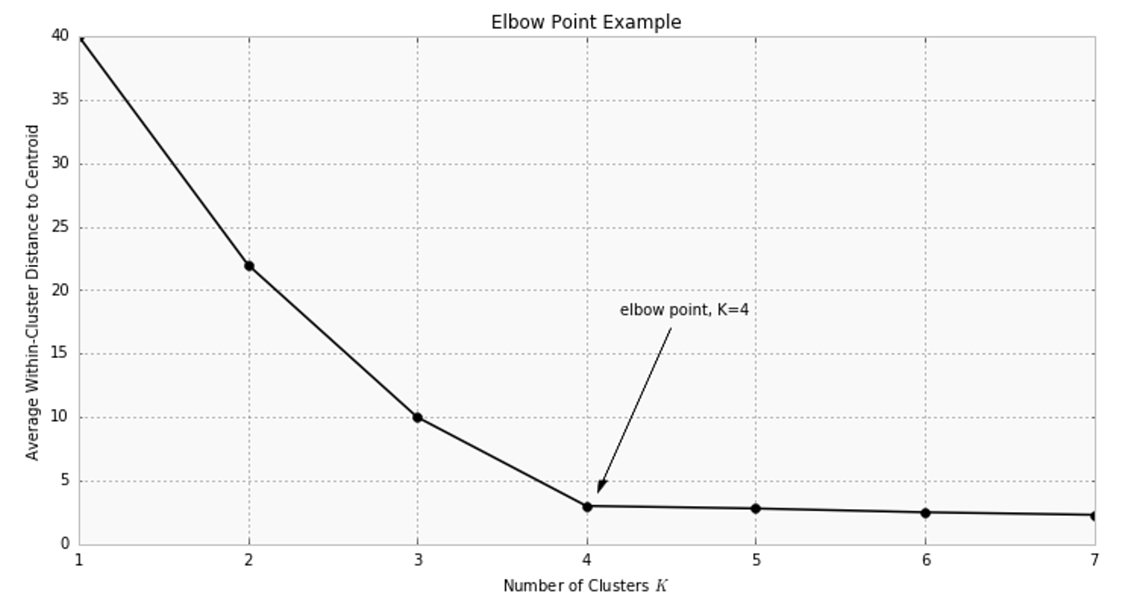 Elbow Point Example
40
35
30
25
20
15
10
5
0
Average Within-Cluster Distance to Centroid
elbow point, K=4
1 2 3 4 5 6 7
Number of Clusters K